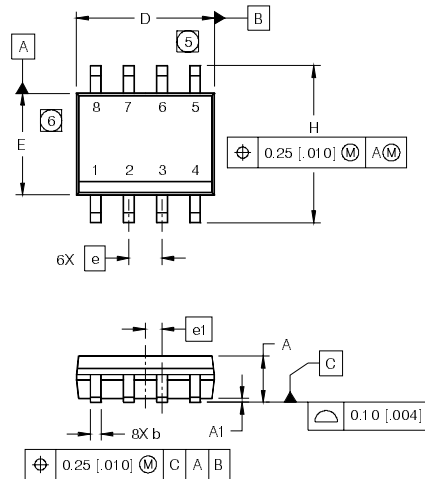 D
B
A
5
8 7 6 5
6
E
H
⌖ 0.25 [.010] Ⓜ A Ⓜ
1 2 3 4
6X e
e1
A
C
A1
8X b
⌓ 0.10 [.004]
⌖ 0.25 [.010] Ⓜ C A B